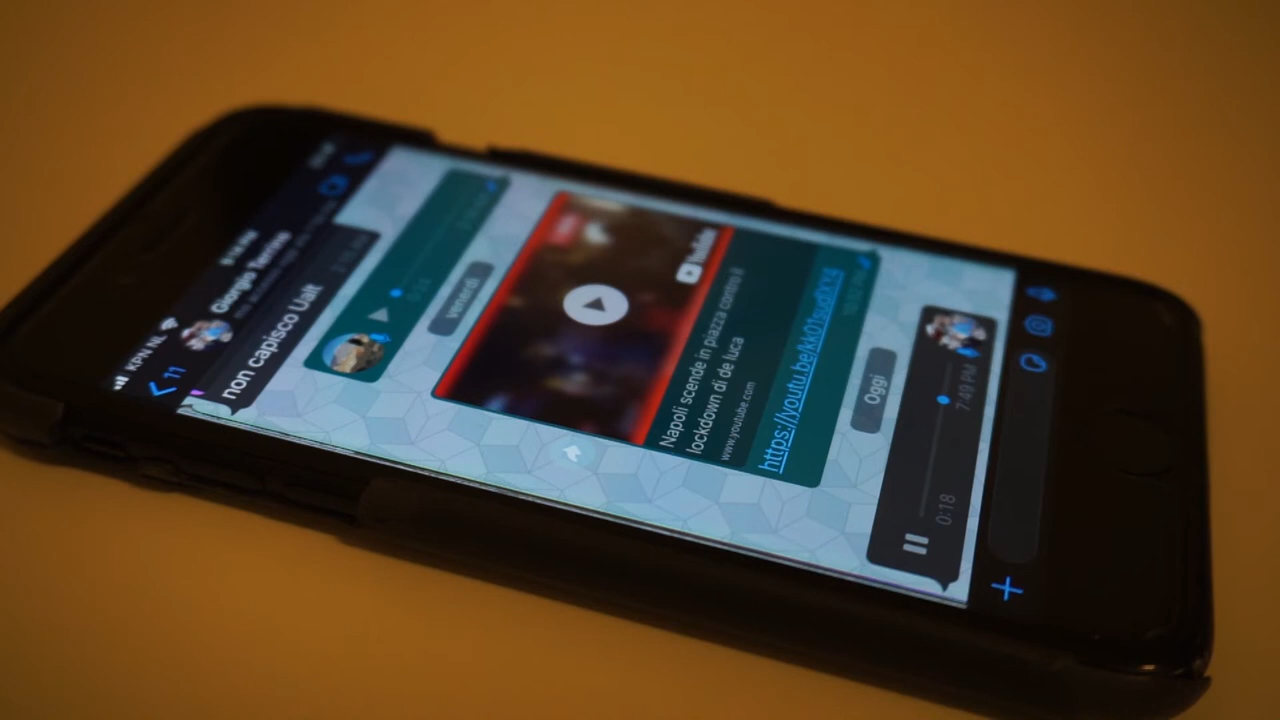 KPN NL
11
Giorgio Terrino
non capisco Ualt
venerdì
YouTube
Napoli scende in piazza contro il
lockdown di de luca
www.youtube.com
Oggi
0:18
7:49 PM